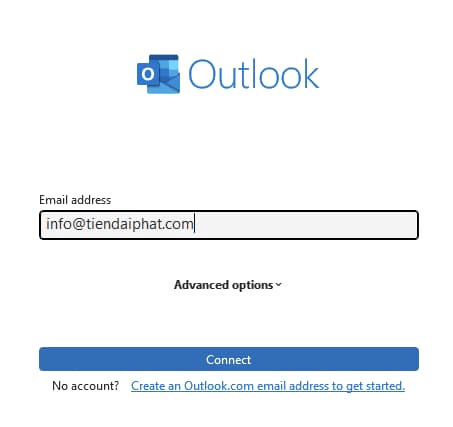 Outlook
Email address
info@tiendaiphat.com
Advanced options
Connect
No account? Create an Outlook.com email address to get started.